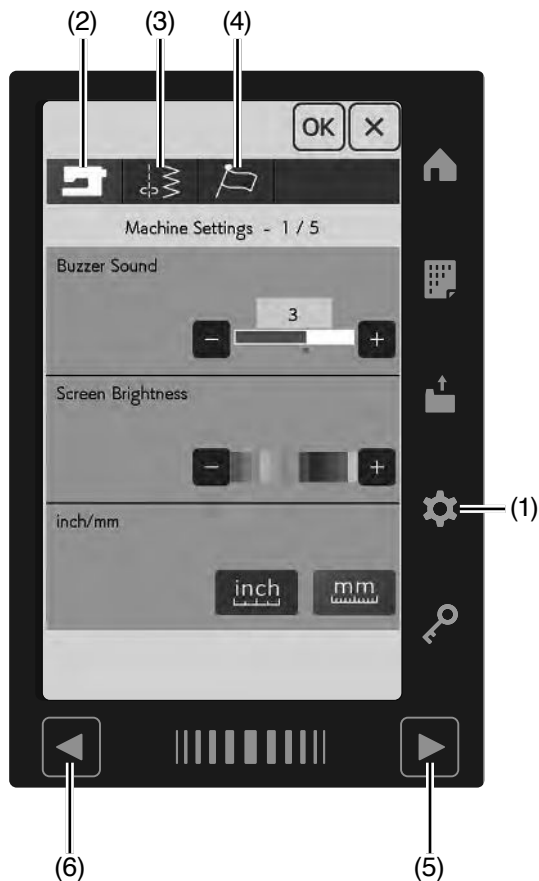 (2) (3) (4)
OK
Machine Settings - 1 / 5
Buzzer Sound
3
Screen Brightness
(1)
inch/mm
inch mm
(6) (5)